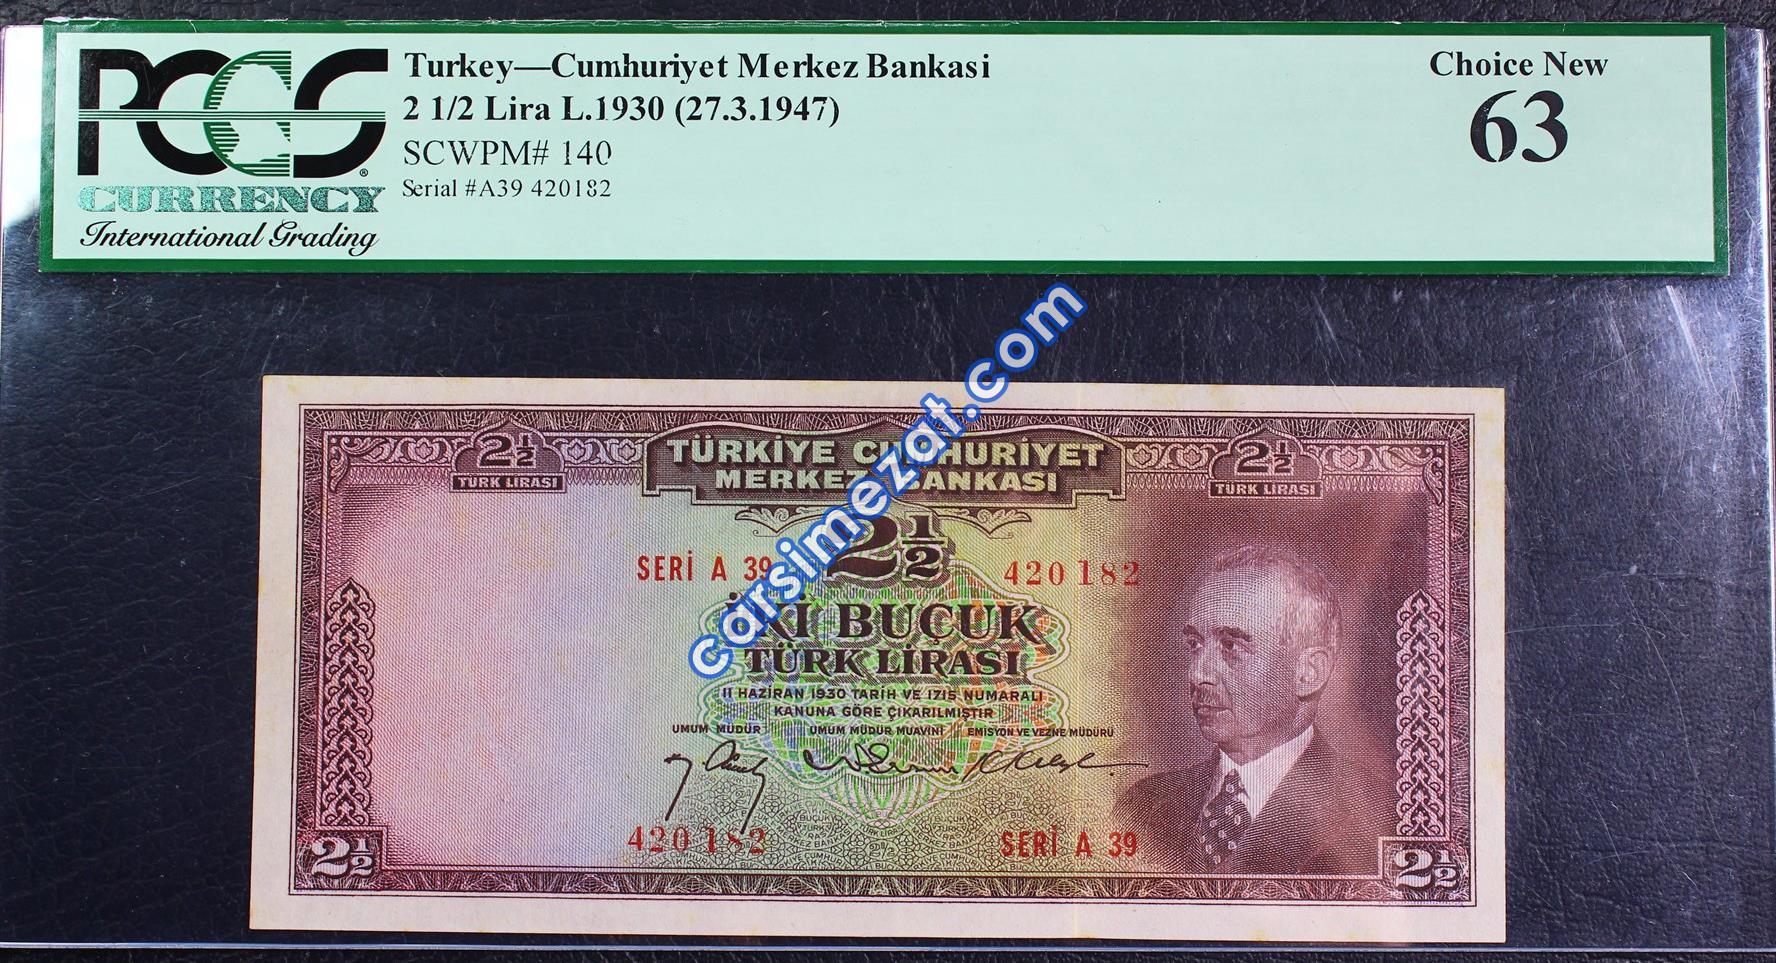 PCGS
CURRENCY
International Grading
Turkey—Cumhuriyet Merkez Bankasi
2 1/2 Lira L.1930 (27.3.1947)
SCWPM# 140
Serial #A39 420182
Choice New
63
carsimezat.com
2½
TÜRK LİRASI
TÜRKİYE CUMHURİYET
MERKEZ BANKASI
2½
TÜRK LİRASI
2½
SERİ A 39
420182
İKİ BUÇUK
TÜRK LİRASI
11 HAZİRAN 1930 TARİH VE 1715 NUMARALI
KANUNA GÖRE ÇIKARILMIŞTIR
UMUM MÜDÜR
UMUM MÜDÜR MUAVİNİ
EMİSYON VE VEZNE MÜDÜRÜ
420182
SERİ A 39
2½
2½